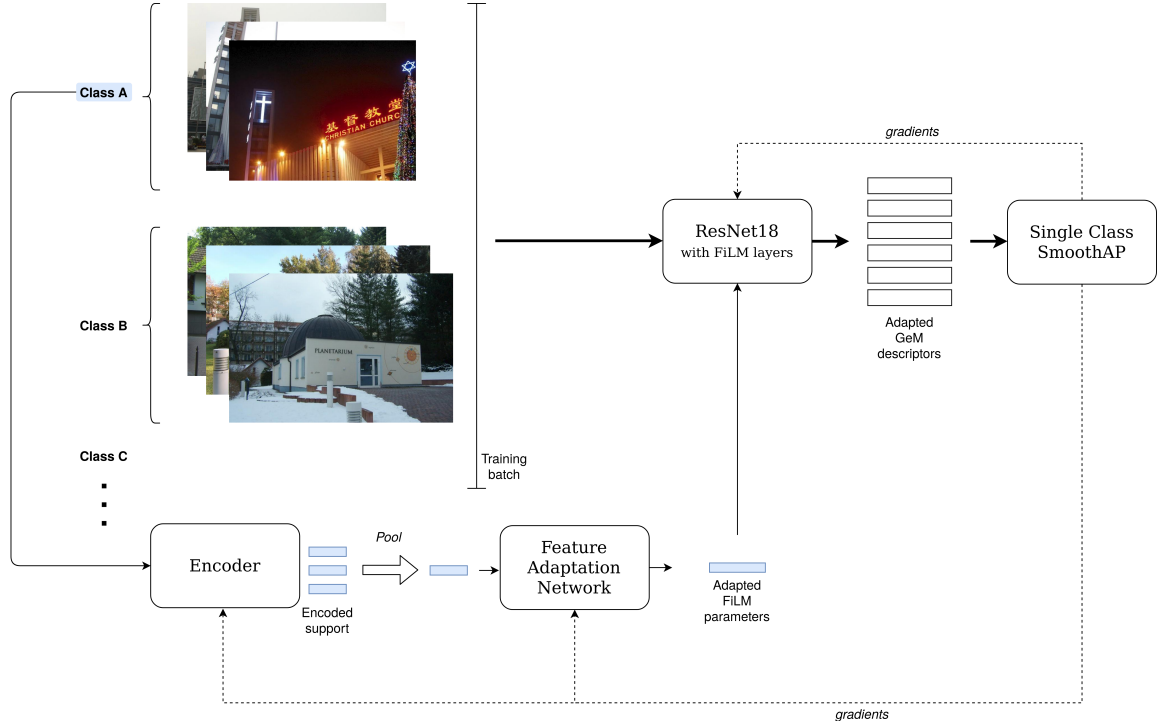 Class A
基督教堂
CHRISTIAN CHURC
Class B
PLANETARIUM
Class C
Training
batch
gradients
ResNet18
with FiLM layers
Single Class
SmoothAP
Adapted
GeM
descriptors
Encoder
Encoded
support
Pool
Feature
Adaptation
Network
Adapted
FiLM
parameters
gradients